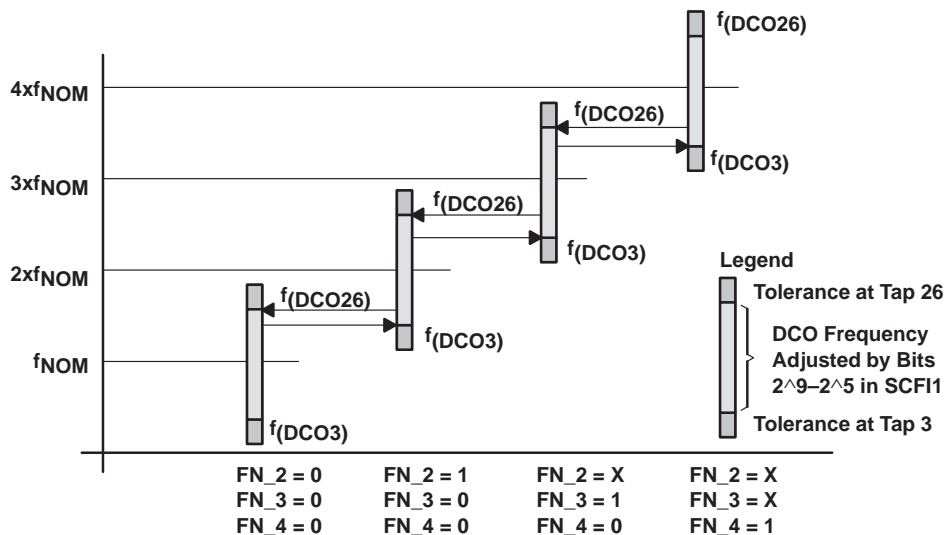 f(DCO26)
4xfNOM
f(DCO26)
f(DCO3)
3xfNOM
f(DCO26)
f(DCO3)
2xfNOM
f(DCO26)
f(DCO3)
fNOM
f(DCO3)
Legend
Tolerance at Tap 26
DCO Frequency
Adjusted by Bits
2^9–2^5 in SCFI1
Tolerance at Tap 3
FN_2 = 0 FN_2 = 1 FN_2 = X FN_2 = X
FN_3 = 0 FN_3 = 0 FN_3 = 1 FN_3 = X
FN_4 = 0 FN_4 = 0 FN_4 = 0 FN_4 = 1